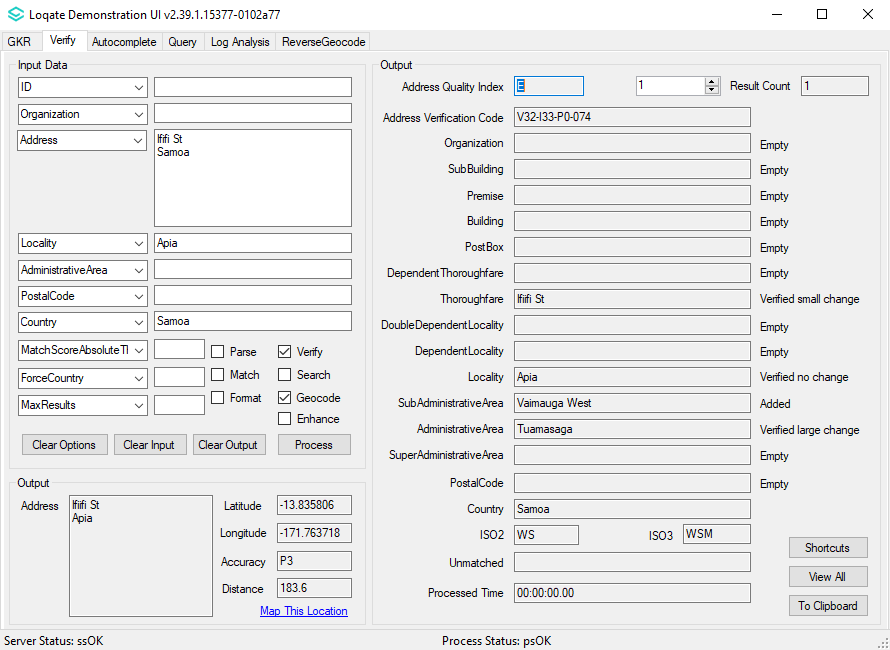 Loqate Demonstration UI v2.39.1.15377-0102a77
GKR Verify Autocomplete Query Log Analysis ReverseGeocode
Input Data
ID
Organization
Address
Ififi St
Samoa
Locality Apia
AdministrativeArea
PostalCode
Country Samoa
MatchScoreAbsoluteTl Parse Verify
ForceCountry Match Search
MaxResults Format Geocode
Enhance
Clear Options Clear Input Clear Output Process
Output
Address
Ififi St
Apia
Latitude -13.835806
Longitude -171.763718
Accuracy P3
Distance 183.6
Map This Location
Output
Address Quality Index E 1 Result Count 1
Address Verification Code V32-I33-P0-074
Organization Empty
SubBuilding Empty
Premise Empty
Building Empty
PostBox Empty
DependentThoroughfare Empty
Thoroughfare Ififi St Verified small change
DoubleDependentLocality Empty
DependentLocality Empty
Locality Apia Verified no change
SubAdministrativeArea Vaimauga West Added
AdministrativeArea Tuamasaga Verified large change
SuperAdministrativeArea Empty
PostalCode Empty
Country Samoa
ISO2 WS ISO3 WSM
Unmatched
Processed Time 00:00:00.00
Shortcuts
View All
To Clipboard
Server Status: ssOK Process Status: psOK